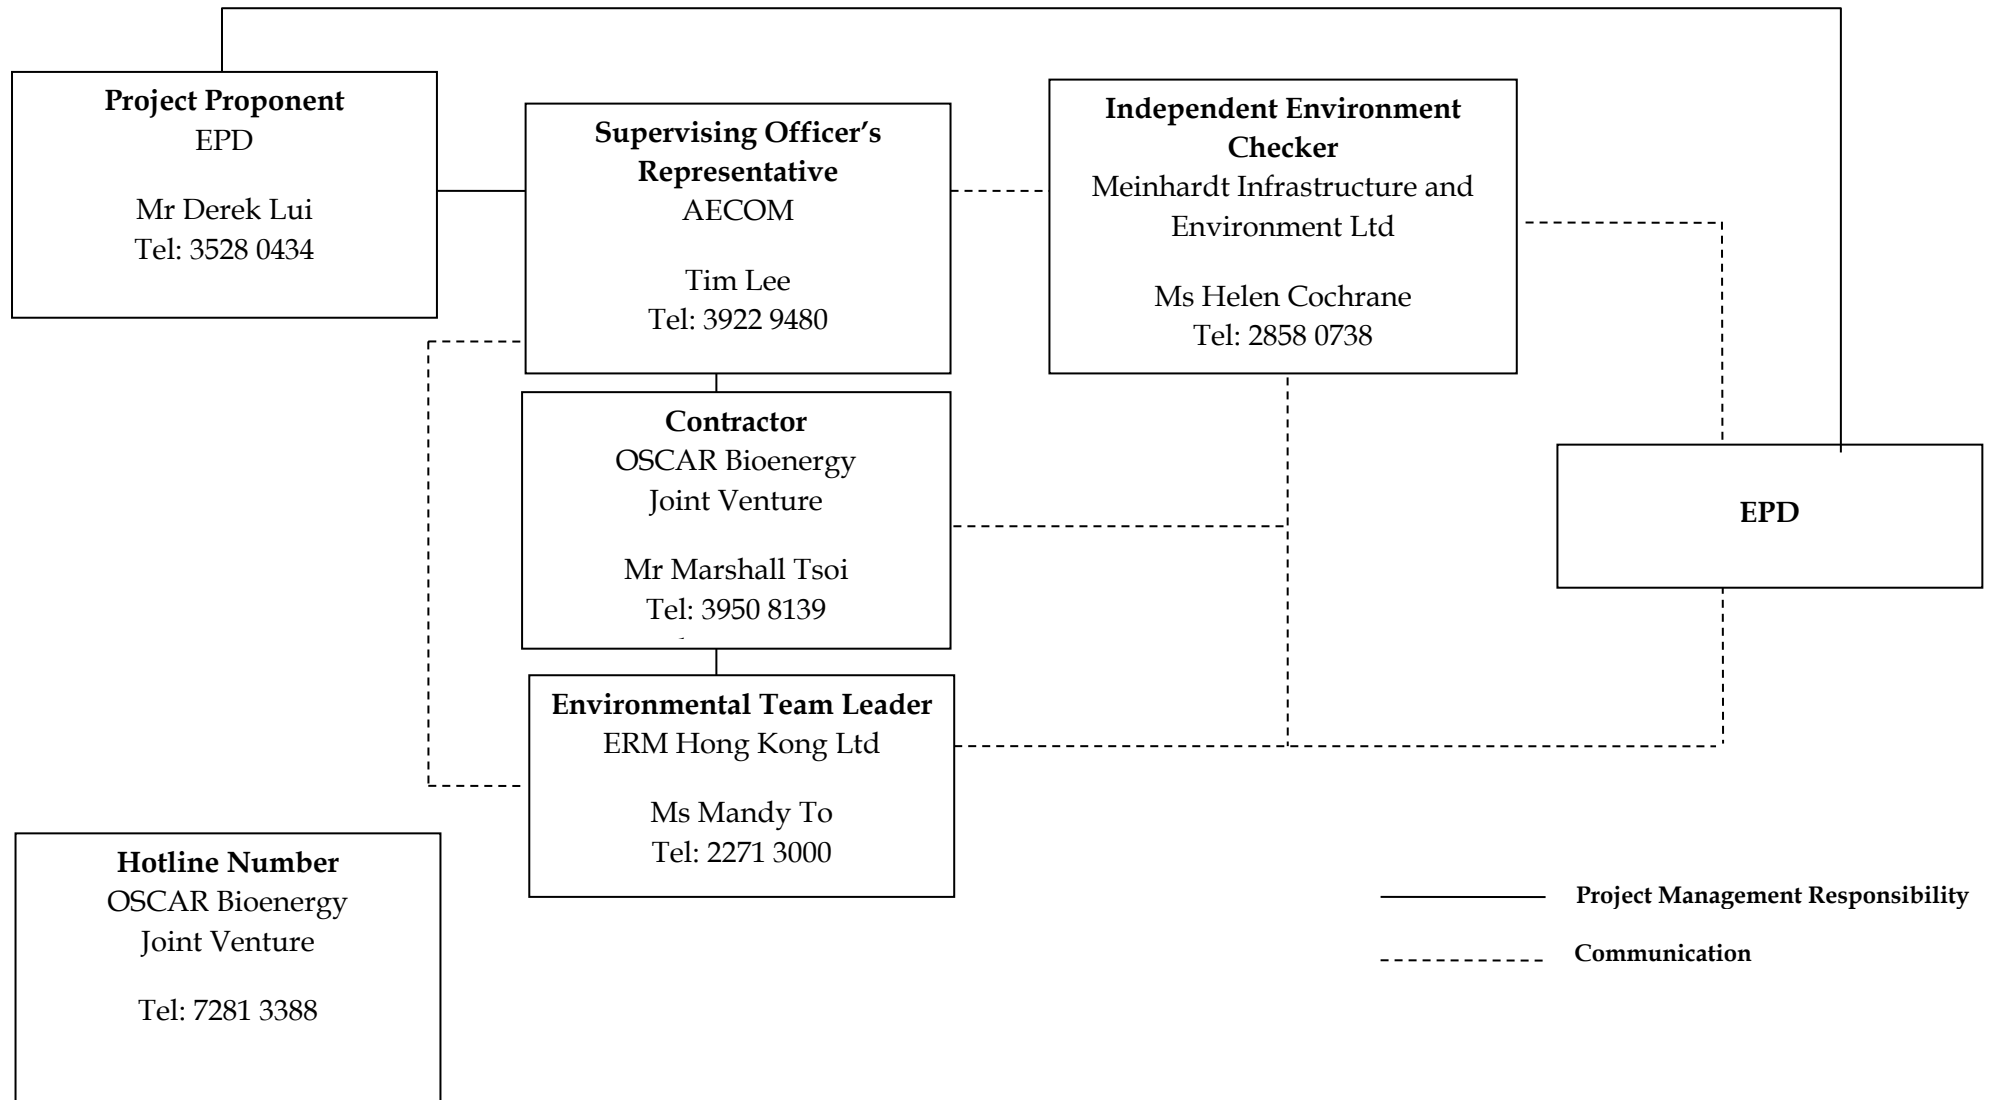 Project Proponent
EPD
Mr Derek Lui
Tel: 3528 0434
Supervising Officer’s
Representative
AECOM
Tim Lee
Tel: 3922 9480
Independent Environment
Checker
Meinhardt Infrastructure and
Environment Ltd
Ms Helen Cochrane
Tel: 2858 0738
Contractor
OSCAR Bioenergy
Joint Venture
Mr Marshall Tsoi
Tel: 3950 8139
EPD
Environmental Team Leader
ERM Hong Kong Ltd
Ms Mandy To
Tel: 2271 3000
Hotline Number
OSCAR Bioenergy
Joint Venture
Tel: 7281 3388
Project Management Responsibility
Communication